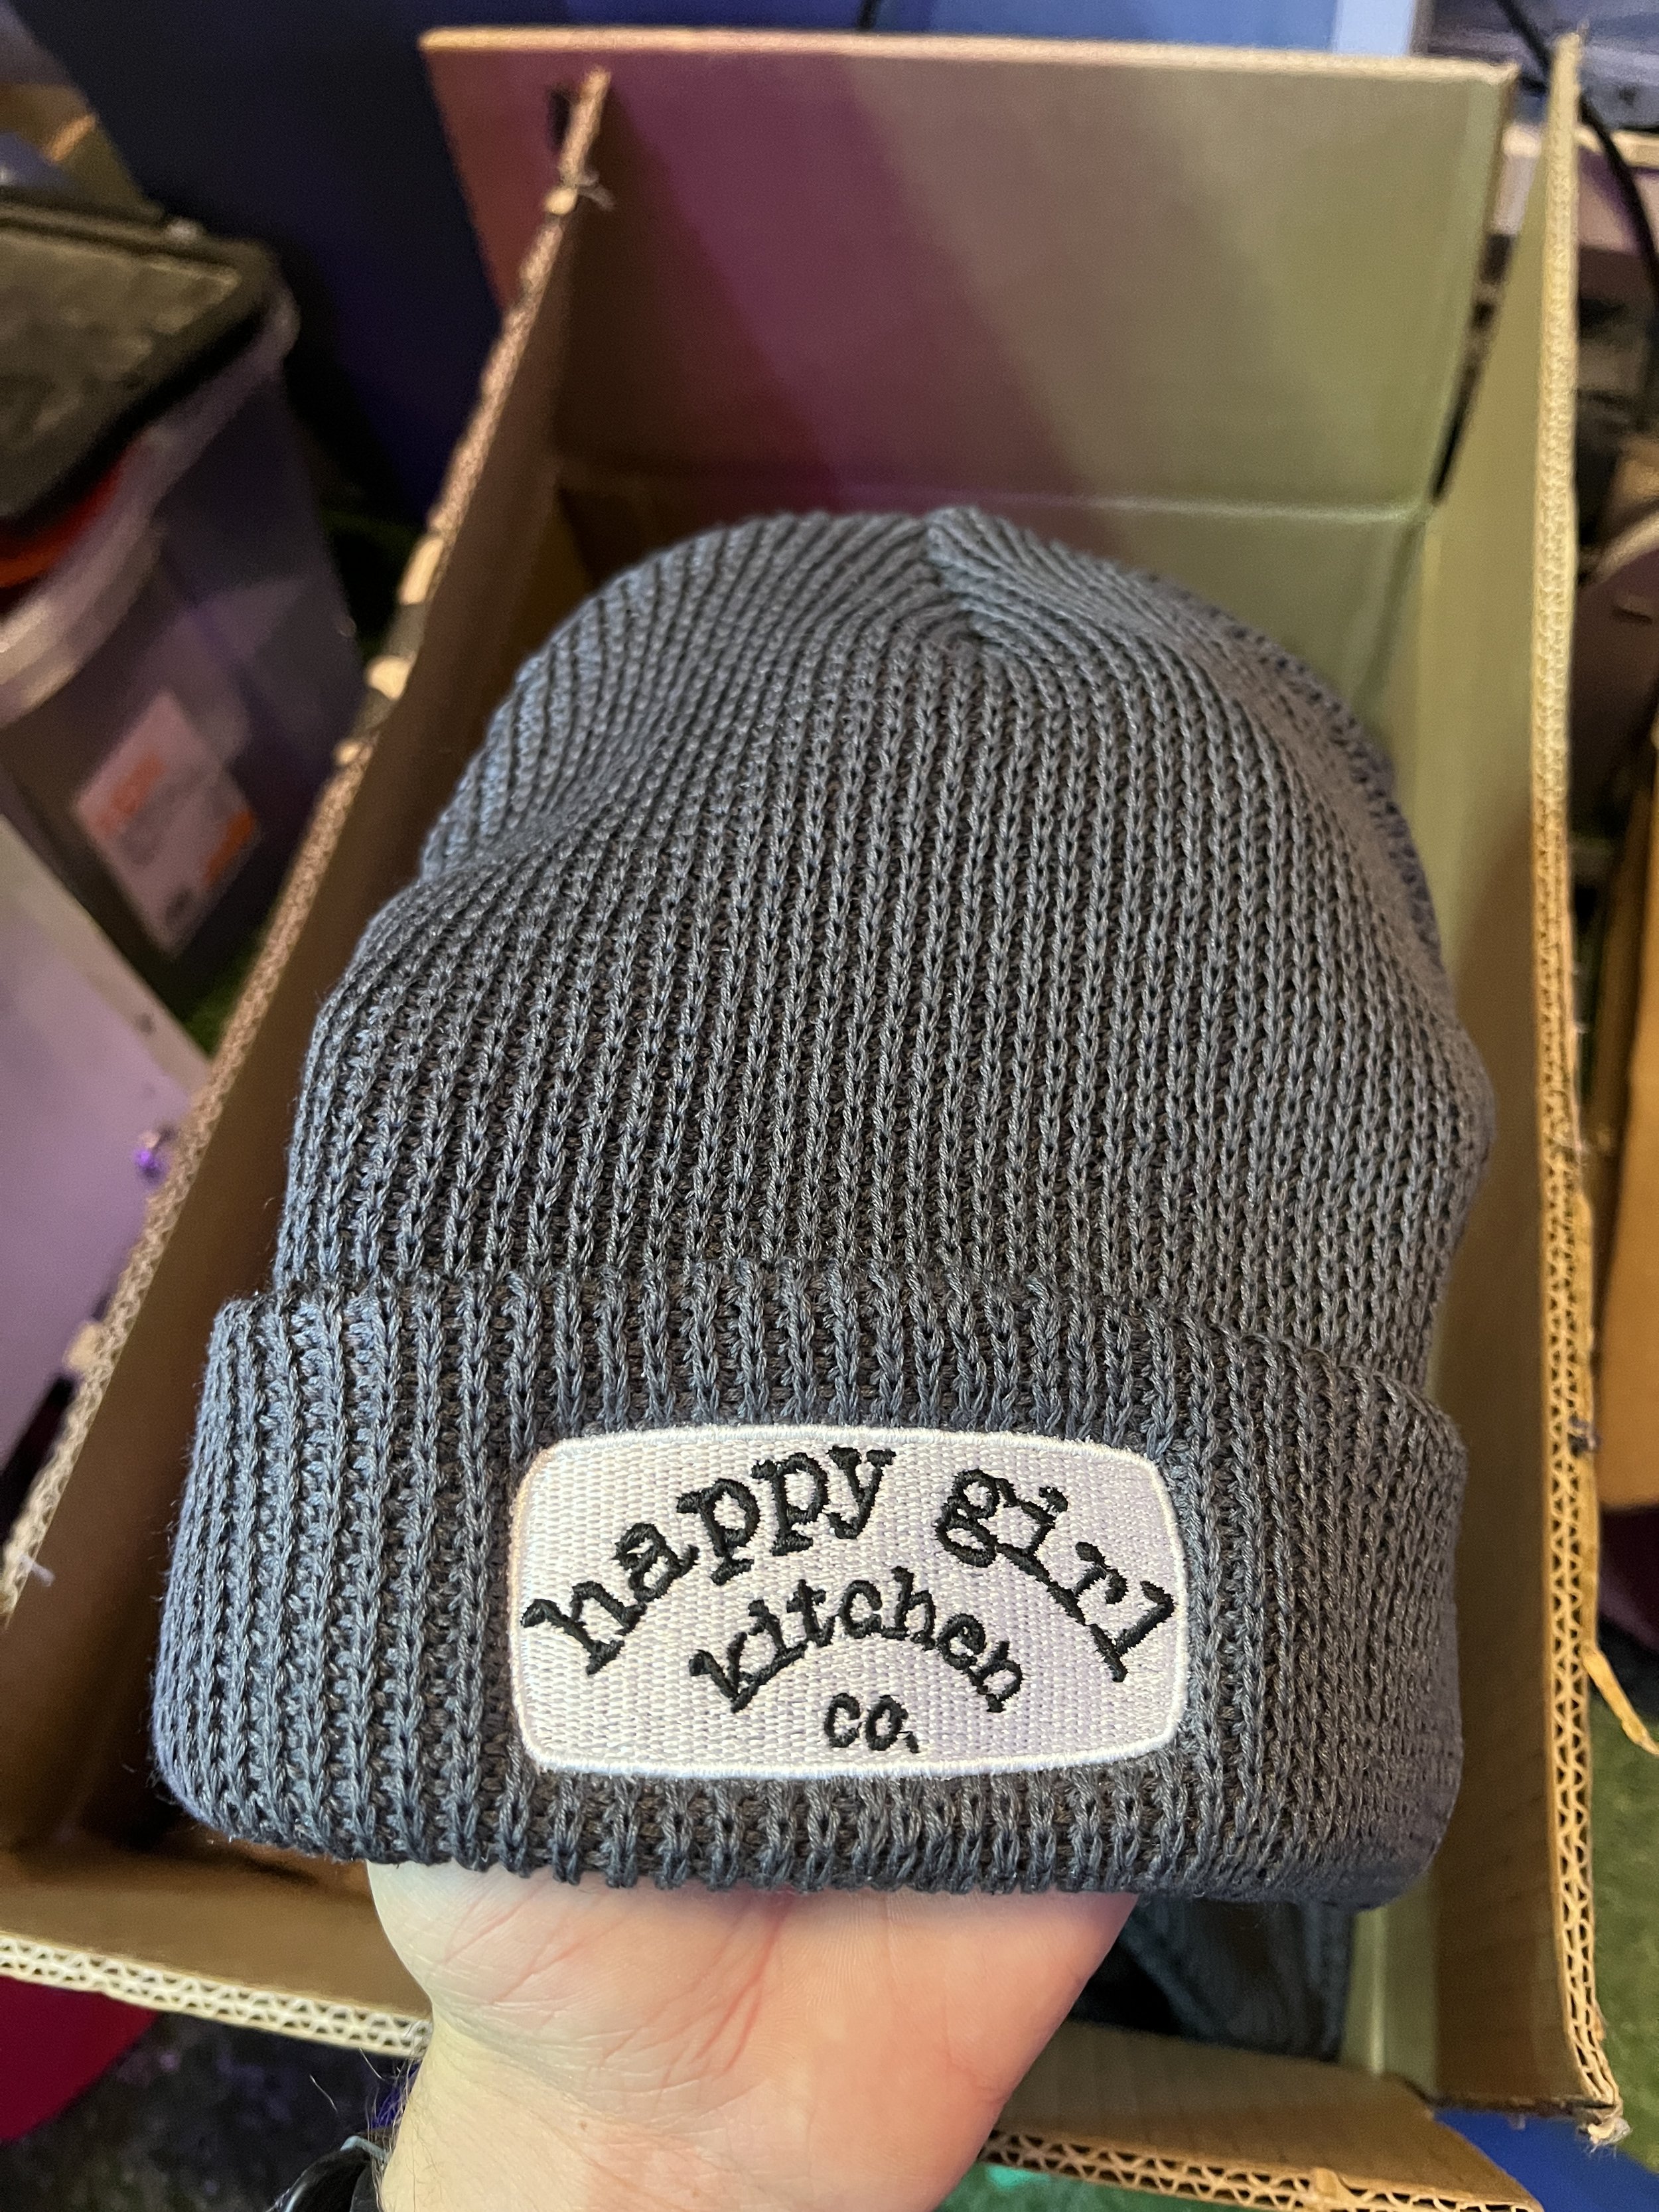 happy girl
kitchen
co.